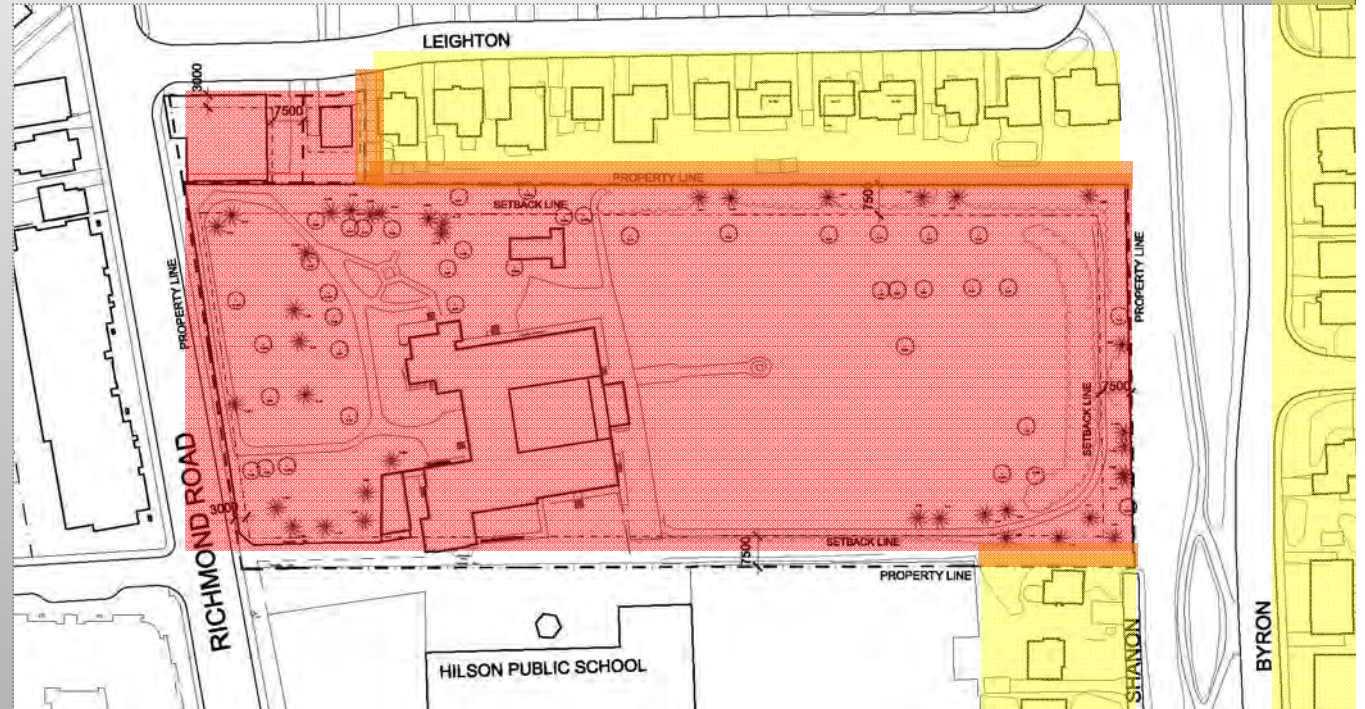 LEIGHTON
3000
7500
PROPERTY LINE
SETBACK LINE
7500
PROPERTY LINE
PROPERTY LINE
7500
SETBACK LINE
RICHMOND ROAD
3000
7500
SETBACK LINE
PROPERTY LINE
HILSON PUBLIC SCHOOL
SHANON
BYRON